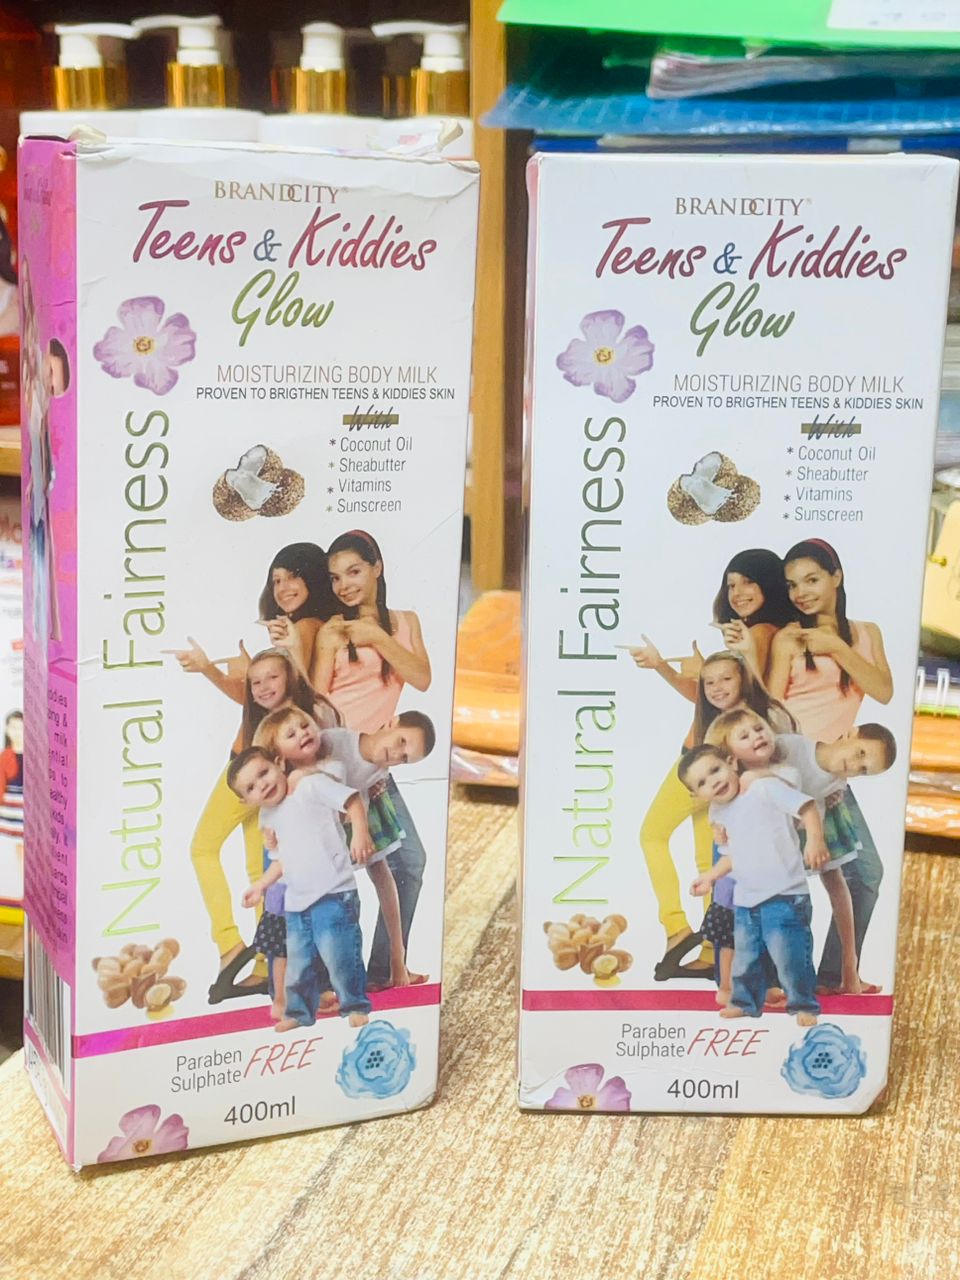 BRANDCITY®
Teens & Kiddies
Glow
MOISTURIZING BODY MILK
PROVEN TO BRIGTHEN TEENS & KIDDIES SKIN
With
* Coconut Oil
* Sheabutter
* Vitamins
* Sunscreen
Natural Fairness
Paraben
Sulphate FREE
400ml
BRANDCITY®
Teens & Kiddies
Glow
MOISTURIZING BODY MILK
PROVEN TO BRIGTHEN TEENS & KIDDIES SKIN
With
* Coconut Oil
* Sheabutter
* Vitamins
* Sunscreen
Natural Fairness
Paraben
Sulphate FREE
400ml